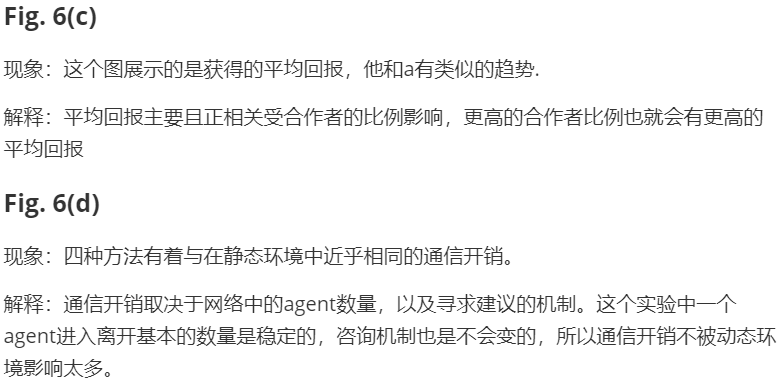 Fig. 6(c)
现象：这个图展示的是获得的平均回报，他和a有类似的趋势.
解释：平均回报主要且正相关受合作者的比例影响，更高的合作者比例也就会有更高的
平均回报
Fig. 6(d)
现象：四种方法有着与在静态环境中近乎相同的通信开销。
解释：通信开销取决于网络中的agent数量，以及寻求建议的机制。这个实验中一个
agent进入离开基本的数量是稳定的，咨询机制也是不会变的，所以通信开销不被动态环
境影响太多。